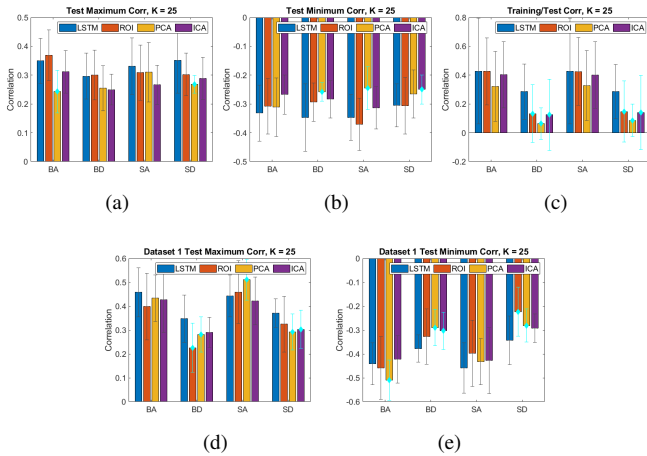 Test Maximum Corr, K = 25
LSTM ROI PCA ICA
Correlation
0.5
0.4
0.3
0.2
0.1
0
BA BD SA SD
(a)
Test Minimum Corr, K = 25
LSTM ROI PCA ICA
Correlation
0
-0.1
-0.2
-0.3
-0.4
-0.5
BA BD SA SD
(b)
Training/Test Corr, K = 25
LSTM ROI PCA ICA
Correlation
0.8
0.6
0.4
0.2
0
-0.2
BA BD SA SD
(c)
Dataset 1 Test Maximum Corr, K = 25
LSTM ROI PCA ICA
Correlation
0.6
0.5
0.4
0.3
0.2
0.1
0
BA BD SA SD
(d)
Dataset 1 Test Minimum Corr, K = 25
LSTM ROI PCA ICA
Correlation
0
-0.1
-0.2
-0.3
-0.4
-0.5
-0.6
BA BD SA SD
(e)